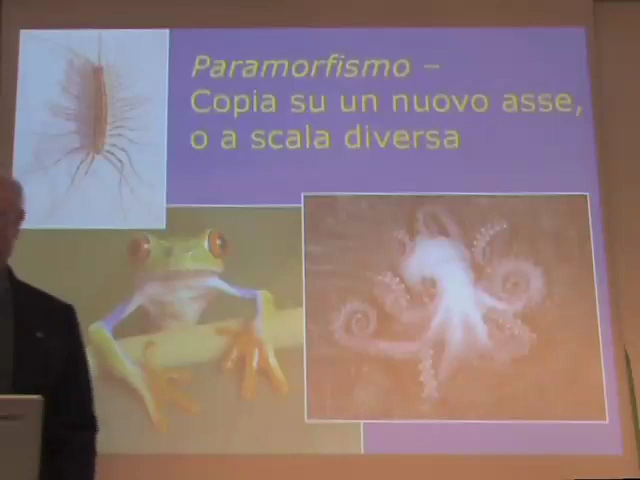 Paramorfismo –
Copia su un nuovo asse,
o a scala diversa